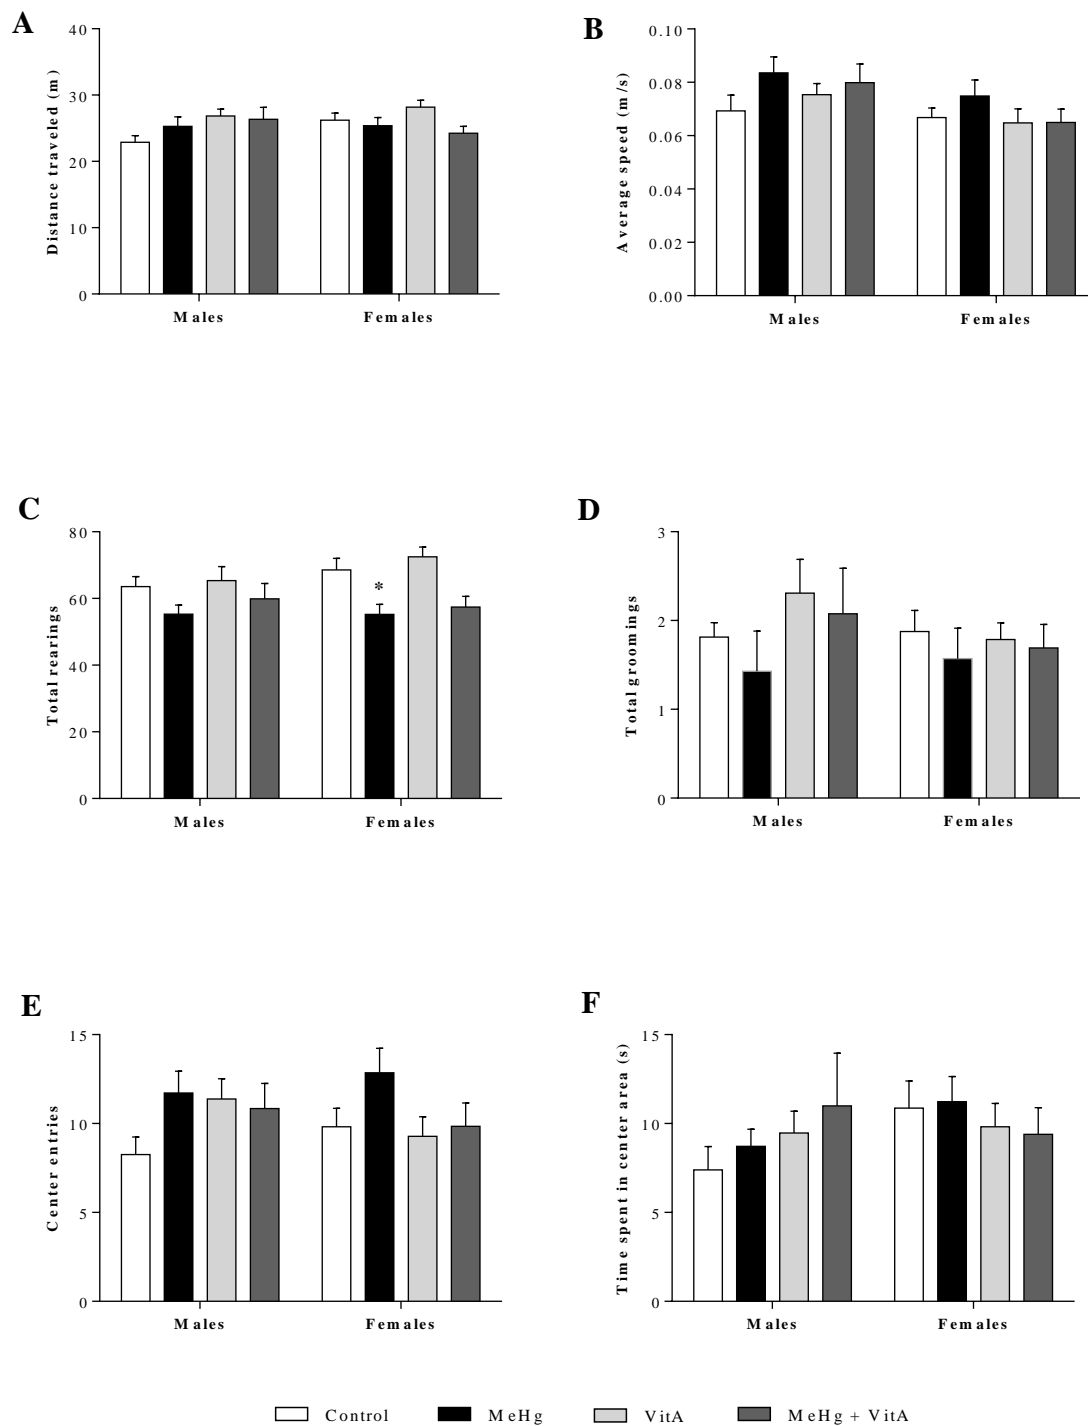 A
Distance traveled (m)
40
30
20
10
0
Males
Females
B
Average speed (m/s)
0.10
0.08
0.06
0.04
0.02
0.00
Males
Females
C
Total rearings
80
60
40
20
0
*
Males
Females
D
Total groomings
3
2
1
0
Males
Females
E
Center entries
15
10
5
0
Males
Females
F
Time spent in center area (s)
15
10
5
0
Males
Females
Control
MeHg
VitA
MeHg + VitA